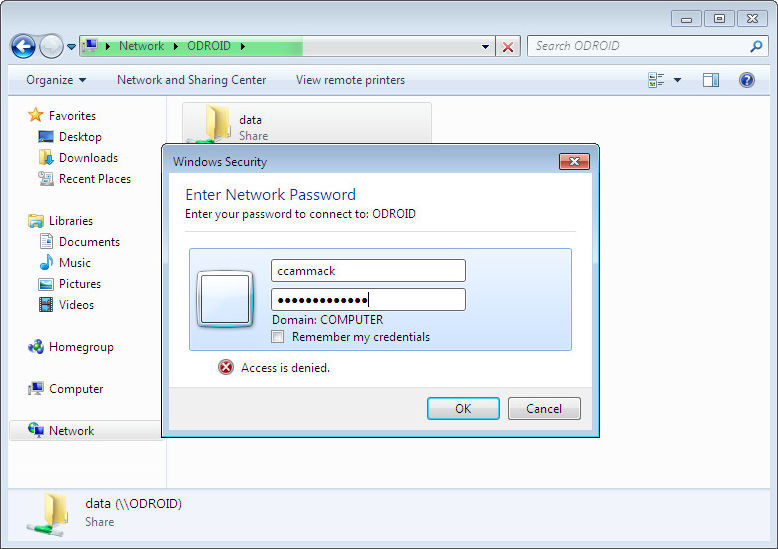 Network ▸ ODROID ▸
Search ODROID
Organize Network and Sharing Center View remote printers
Favorites
Desktop
Downloads
Recent Places
Libraries
Documents
Music
Pictures
Videos
Homegroup
Computer
Network
data
Share
Windows Security
Enter Network Password
Enter your password to connect to: ODROID
ccammack
●●●●●●●●●●●●●
Domain: COMPUTER
Remember my credentials
Access is denied.
OK Cancel
data (\\ODROID)
Share